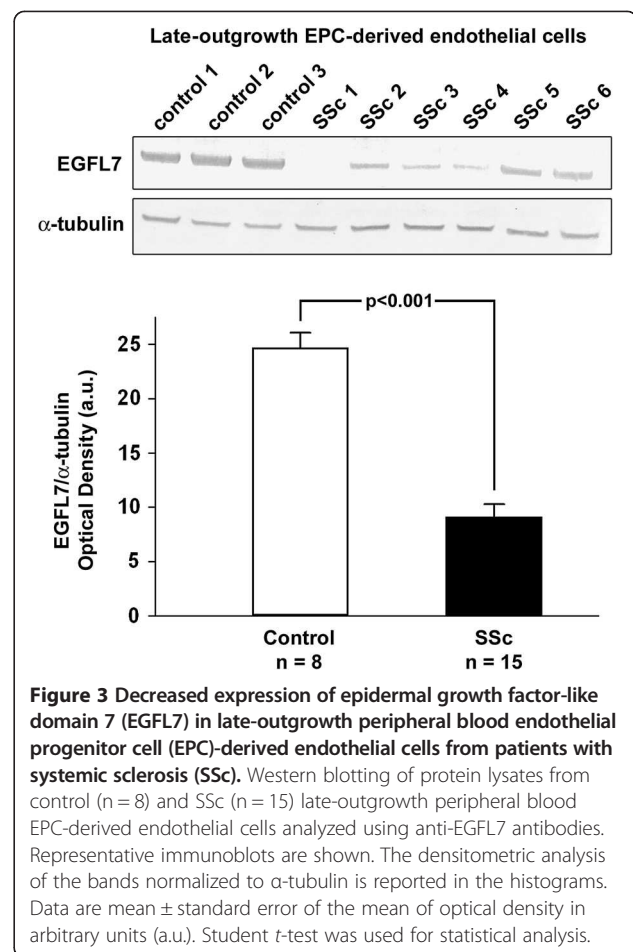 Late-outgrowth EPC-derived endothelial cells
control 1 control 2 control 3 SSc 1 SSc 2 SSc 3 SSc 4 SSc 5 SSc 6
EGFL7
α-tubulin
p<0.001
EGFL7/α-tubulin
Optical Density (a.u.)
25
20
15
10
5
0
Control SSc
n = 8 n = 15
Figure 3 Decreased expression of epidermal growth factor-like
domain 7 (EGFL7) in late-outgrowth peripheral blood endothelial
progenitor cell (EPC)-derived endothelial cells from patients with
systemic sclerosis (SSc). Western blotting of protein lysates from
control (n = 8) and SSc (n = 15) late-outgrowth peripheral blood
EPC-derived endothelial cells analyzed using anti-EGFL7 antibodies.
Representative immunoblots are shown. The densitometric analysis
of the bands normalized to α-tubulin is reported in the histograms.
Data are mean ± standard error of the mean of optical density in
arbitrary units (a.u.). Student t-test was used for statistical analysis.